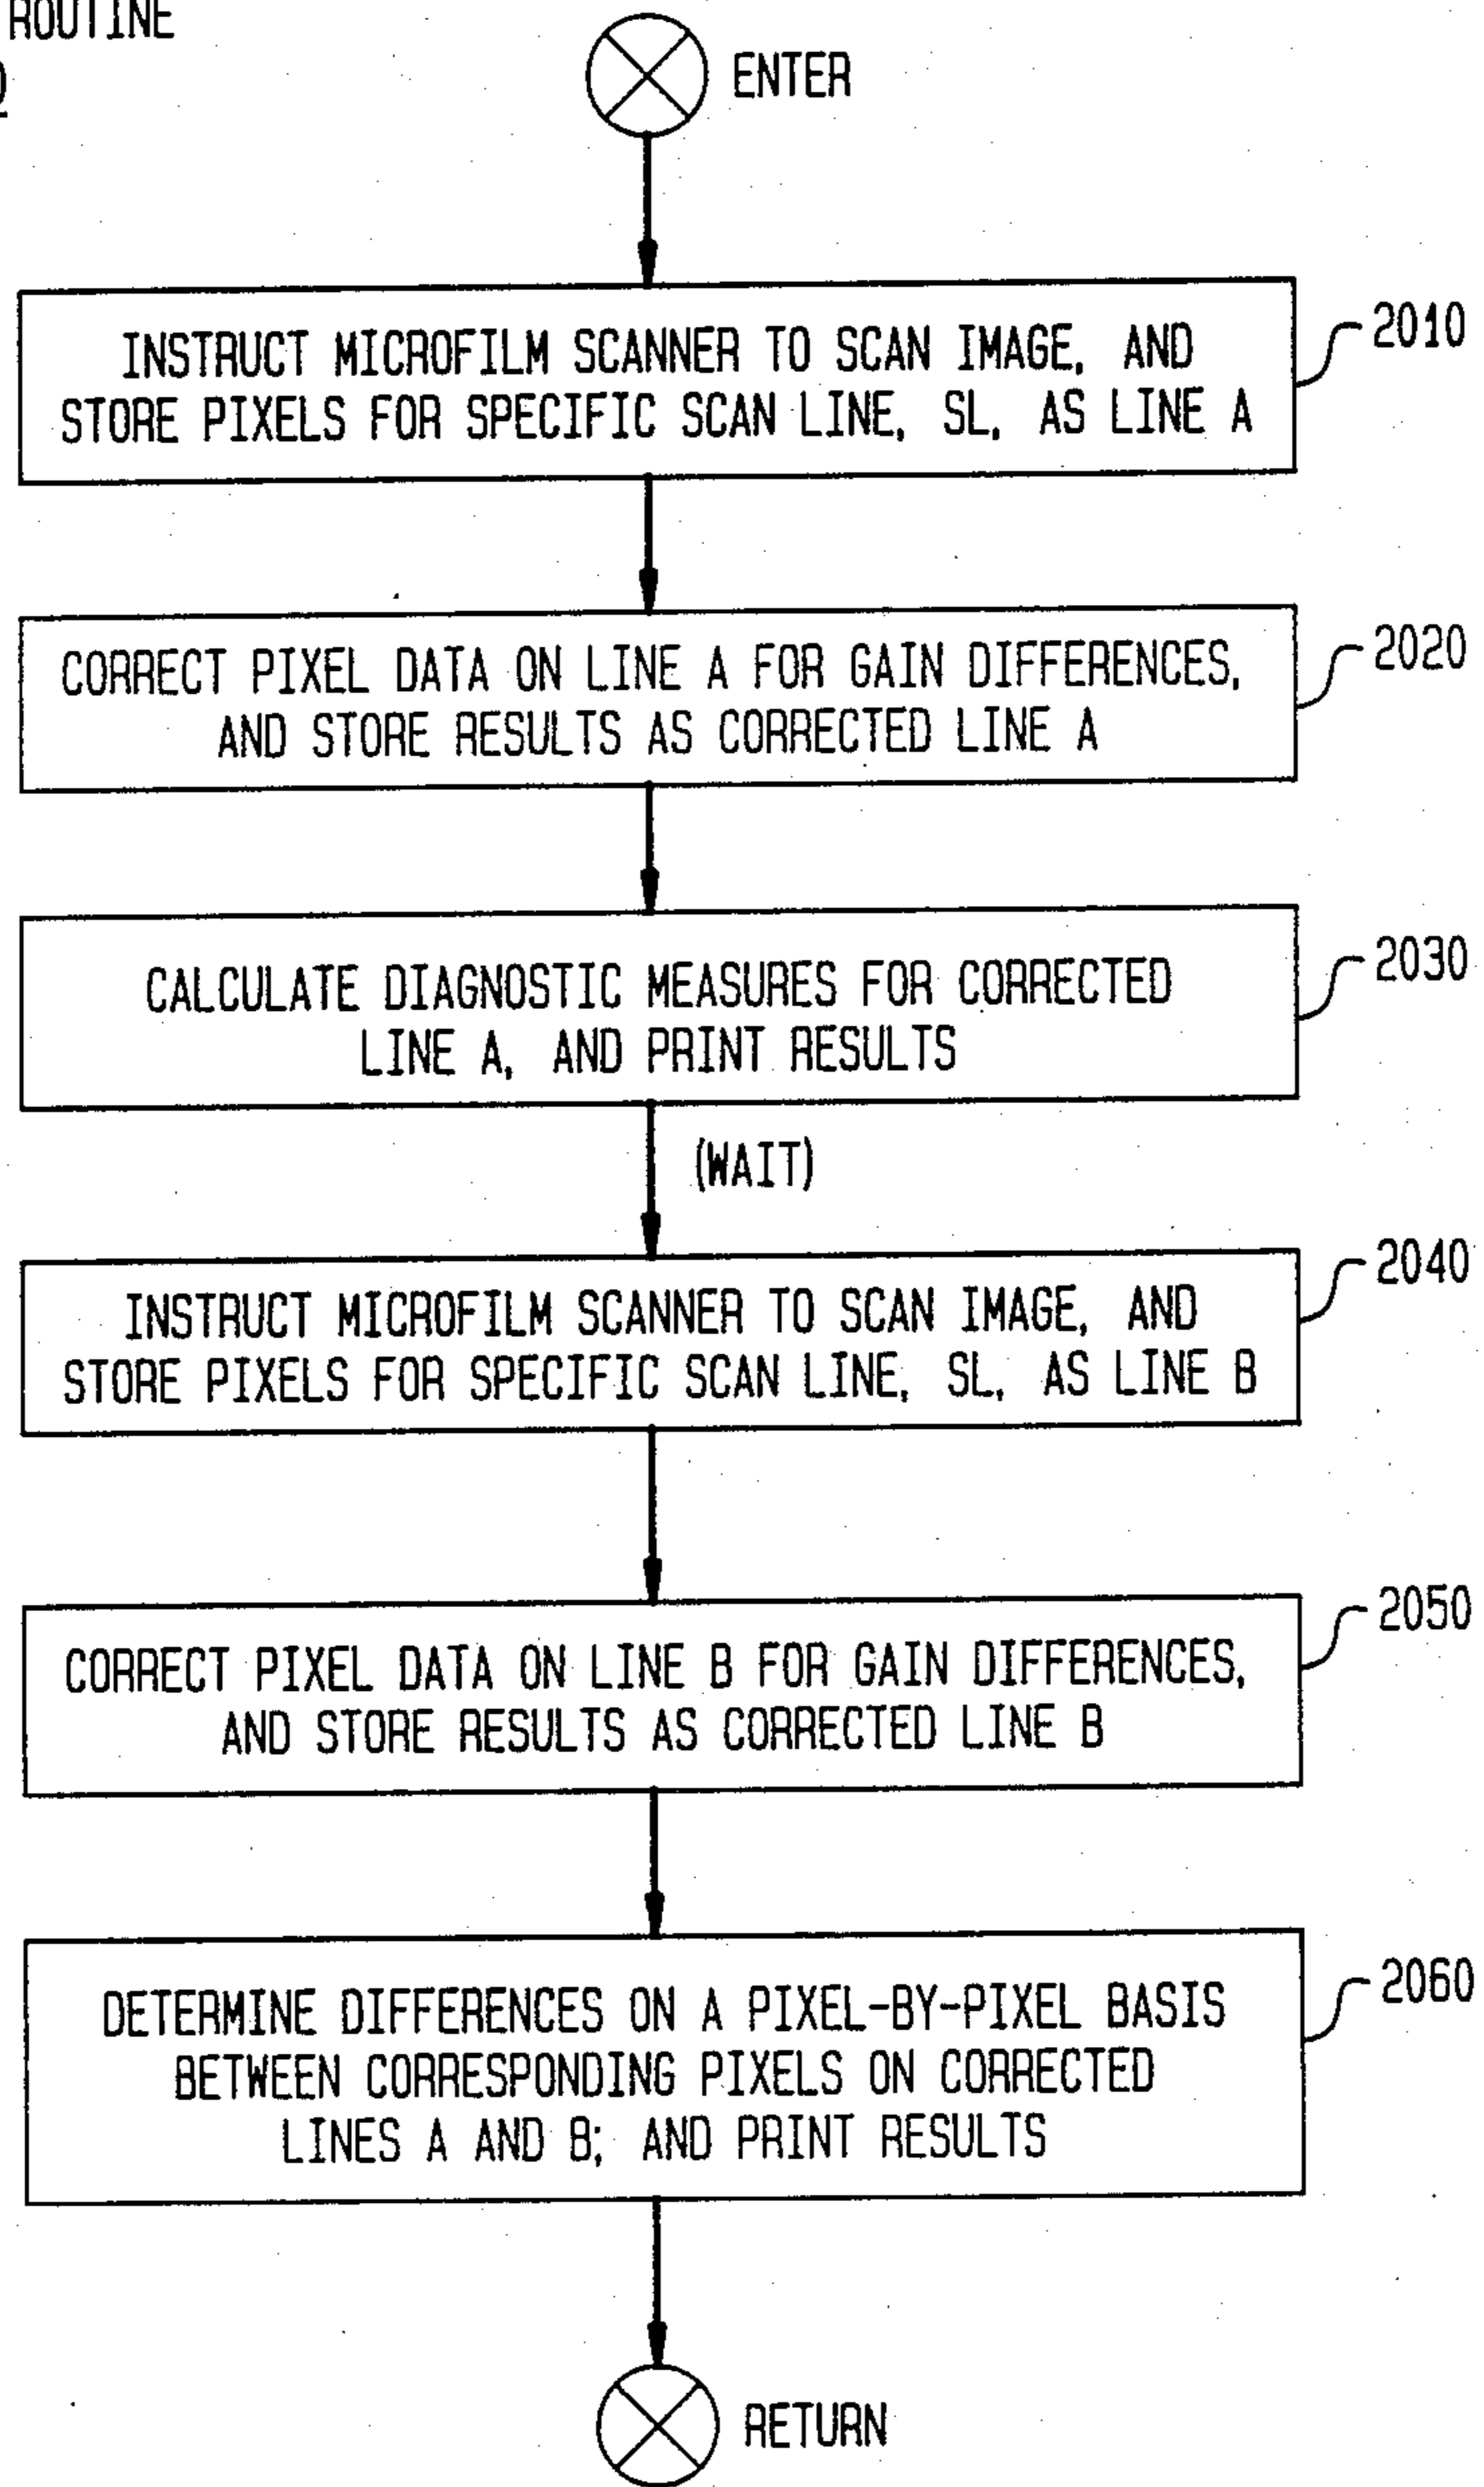 ROUTINE
ENTER
INSTRUCT MICROFILM SCANNER TO SCAN IMAGE, AND
STORE PIXELS FOR SPECIFIC SCAN LINE, SL, AS LINE A
2010
CORRECT PIXEL DATA ON LINE A FOR GAIN DIFFERENCES,
AND STORE RESULTS AS CORRECTED LINE A
2020
CALCULATE DIAGNOSTIC MEASURES FOR CORRECTED
LINE A, AND PRINT RESULTS
2030
(WAIT)
INSTRUCT MICROFILM SCANNER TO SCAN IMAGE, AND
STORE PIXELS FOR SPECIFIC SCAN LINE, SL, AS LINE B
2040
CORRECT PIXEL DATA ON LINE B FOR GAIN DIFFERENCES,
AND STORE RESULTS AS CORRECTED LINE B
2050
DETERMINE DIFFERENCES ON A PIXEL-BY-PIXEL BASIS
BETWEEN CORRESPONDING PIXELS ON CORRECTED
LINES A AND B; AND PRINT RESULTS
2060
RETURN